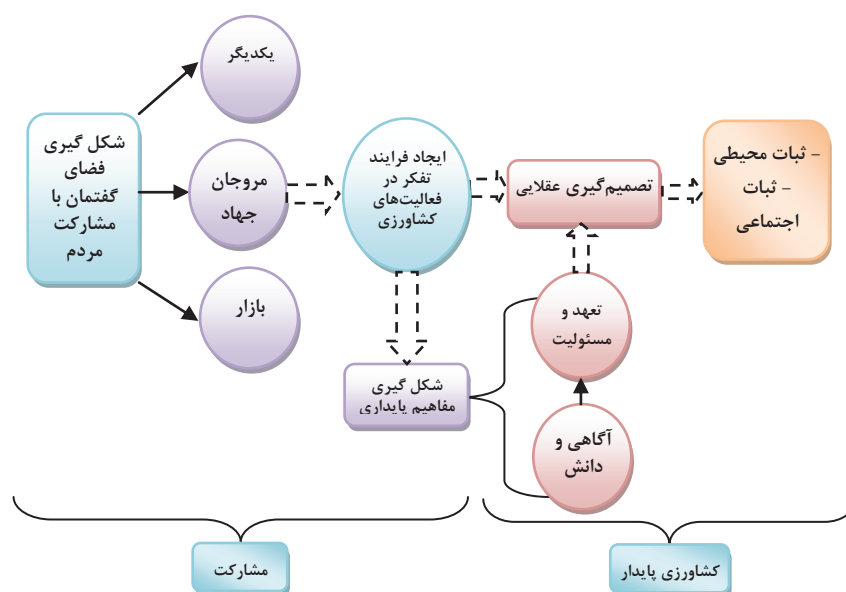 یکدیگر
شکل گیری
فضای
گفتمان با
مشارکت
مردم
مروجان
جهاد
بازار
ایجاد فرایند
تفکر در
فعالیت‌های
کشاورزی
تصمیم‌گیری عقلایی
- ثبات محیطی
- ثبات
اجتماعی
تعهد و
مسئولیت
شکل گیری
مفاهیم پایداری
آگاهی و
دانش
مشارکت
کشاورزی پایدار